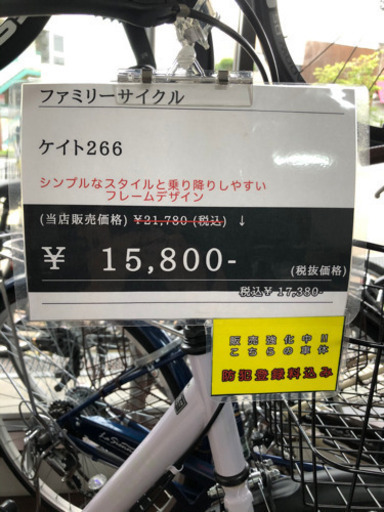 ファミリーサイクル
ケイト266
シンプルなスタイルと乗り降りしやすい
フレームデザイン
(当店販売価格) ¥21,780 (税込) ↓
¥ 15,800-
(税抜価格)
税込¥ 17,380-
販売強化中!!
こちらの車体
防犯登録料込み